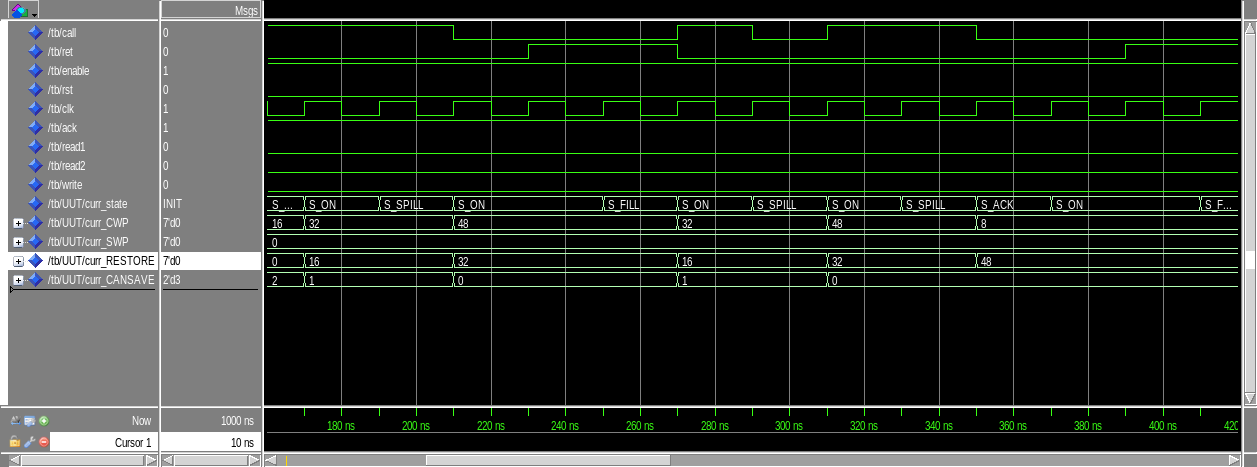 Msgs
/tb/call 0
/tb/ret 0
/tb/enable 1
/tb/rst 0
/tb/clk 1
/tb/ack 1
/tb/read1 0
/tb/read2 0
/tb/write 0
/tb/UUT/curr_state INIT S_... S_ON S_SPILL S_ON S_FILL S_ON S_SPILL S_ON S_SPILL S_ACK S_ON S_F...
/tb/UUT/curr_CWP 7'd0 16 32 48 32 48 8
/tb/UUT/curr_SWP 7'd0 0
/tb/UUT/curr_RESTORE 7'd0 0 16 32 16 32 48
/tb/UUT/curr_CANSAVE 2'd3 2 1 0 1 0
Now 1000 ns 180 ns 200 ns 220 ns 240 ns 260 ns 280 ns 300 ns 320 ns 340 ns 360 ns 380 ns 400 ns 420
Cursor 1 10 ns